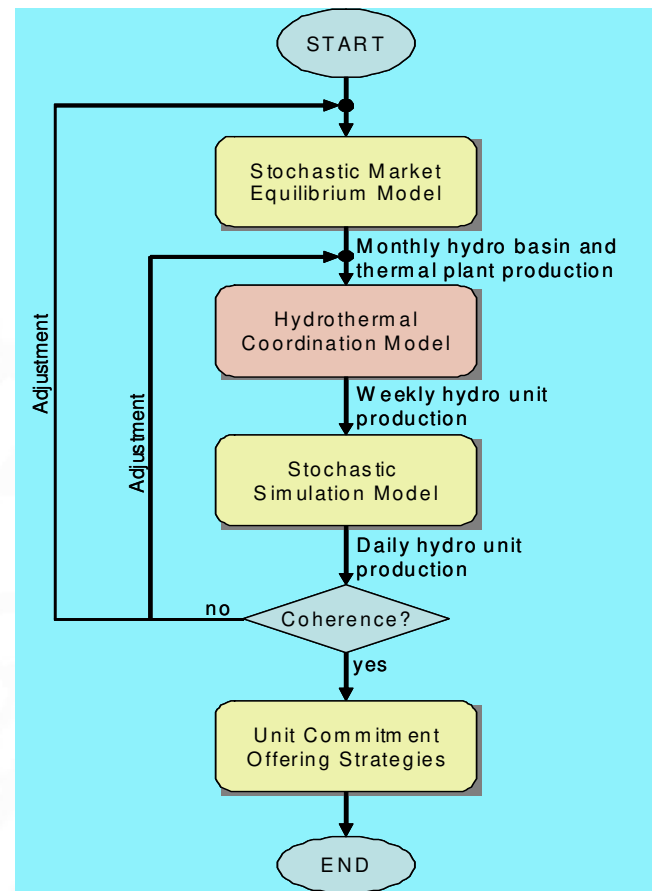 START
Stochastic Market
Equilibrium Model
Monthly hydro basin and
thermal plant production
Hydrothermal
Coordination Model
Weekly hydro unit
production
Stochastic
Simulation Model
Daily hydro unit
production
Adjustment
Adjustment
no
Coherence?
yes
Unit Commitment
Offering Strategies
END